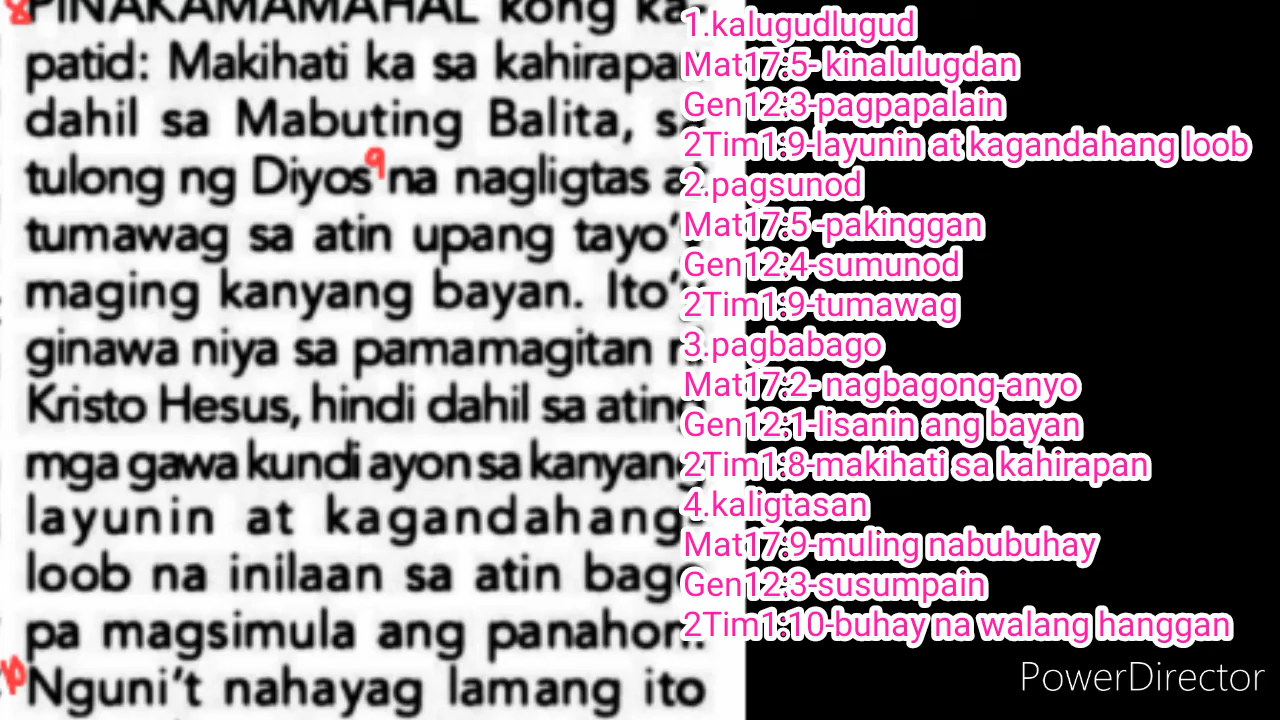 8 PINAKAMAMAHAL kong ka-
patid: Makihati ka sa kahirapa
dahil sa Mabuting Balita, sa
tulong ng Diyos 9 na nagligtas a
tumawag sa atin upang tayo'
maging kanyang bayan. Ito'
ginawa niya sa pamamagitan n
Kristo Hesus, hindi dahil sa ating
mga gawa kundi ayon sa kanyang
layunin at kagandahang-
loob na inilaan sa atin bago
pa magsimula ang panahon.
10 Nguni't nahayag lamang ito
1.kalugudlugud
Mat17:5- kinalulugdan
Gen12:3-pagpapalain
2Tim1:9-layunin at kagandahang loob
2.pagsunod
Mat17:5 -pakinggan
Gen12:4-sumunod
2Tim1:9-tumawag
3.pagbabago
Mat17:2- nagbagong-anyo
Gen12:1-lisanin ang bayan
2Tim1:8-makihati sa kahirapan
4.kaligtasan
Mat17:9-muling nabubuhay
Gen12:3-susumpain
2Tim1:10-buhay na walang hanggan
PowerDirector